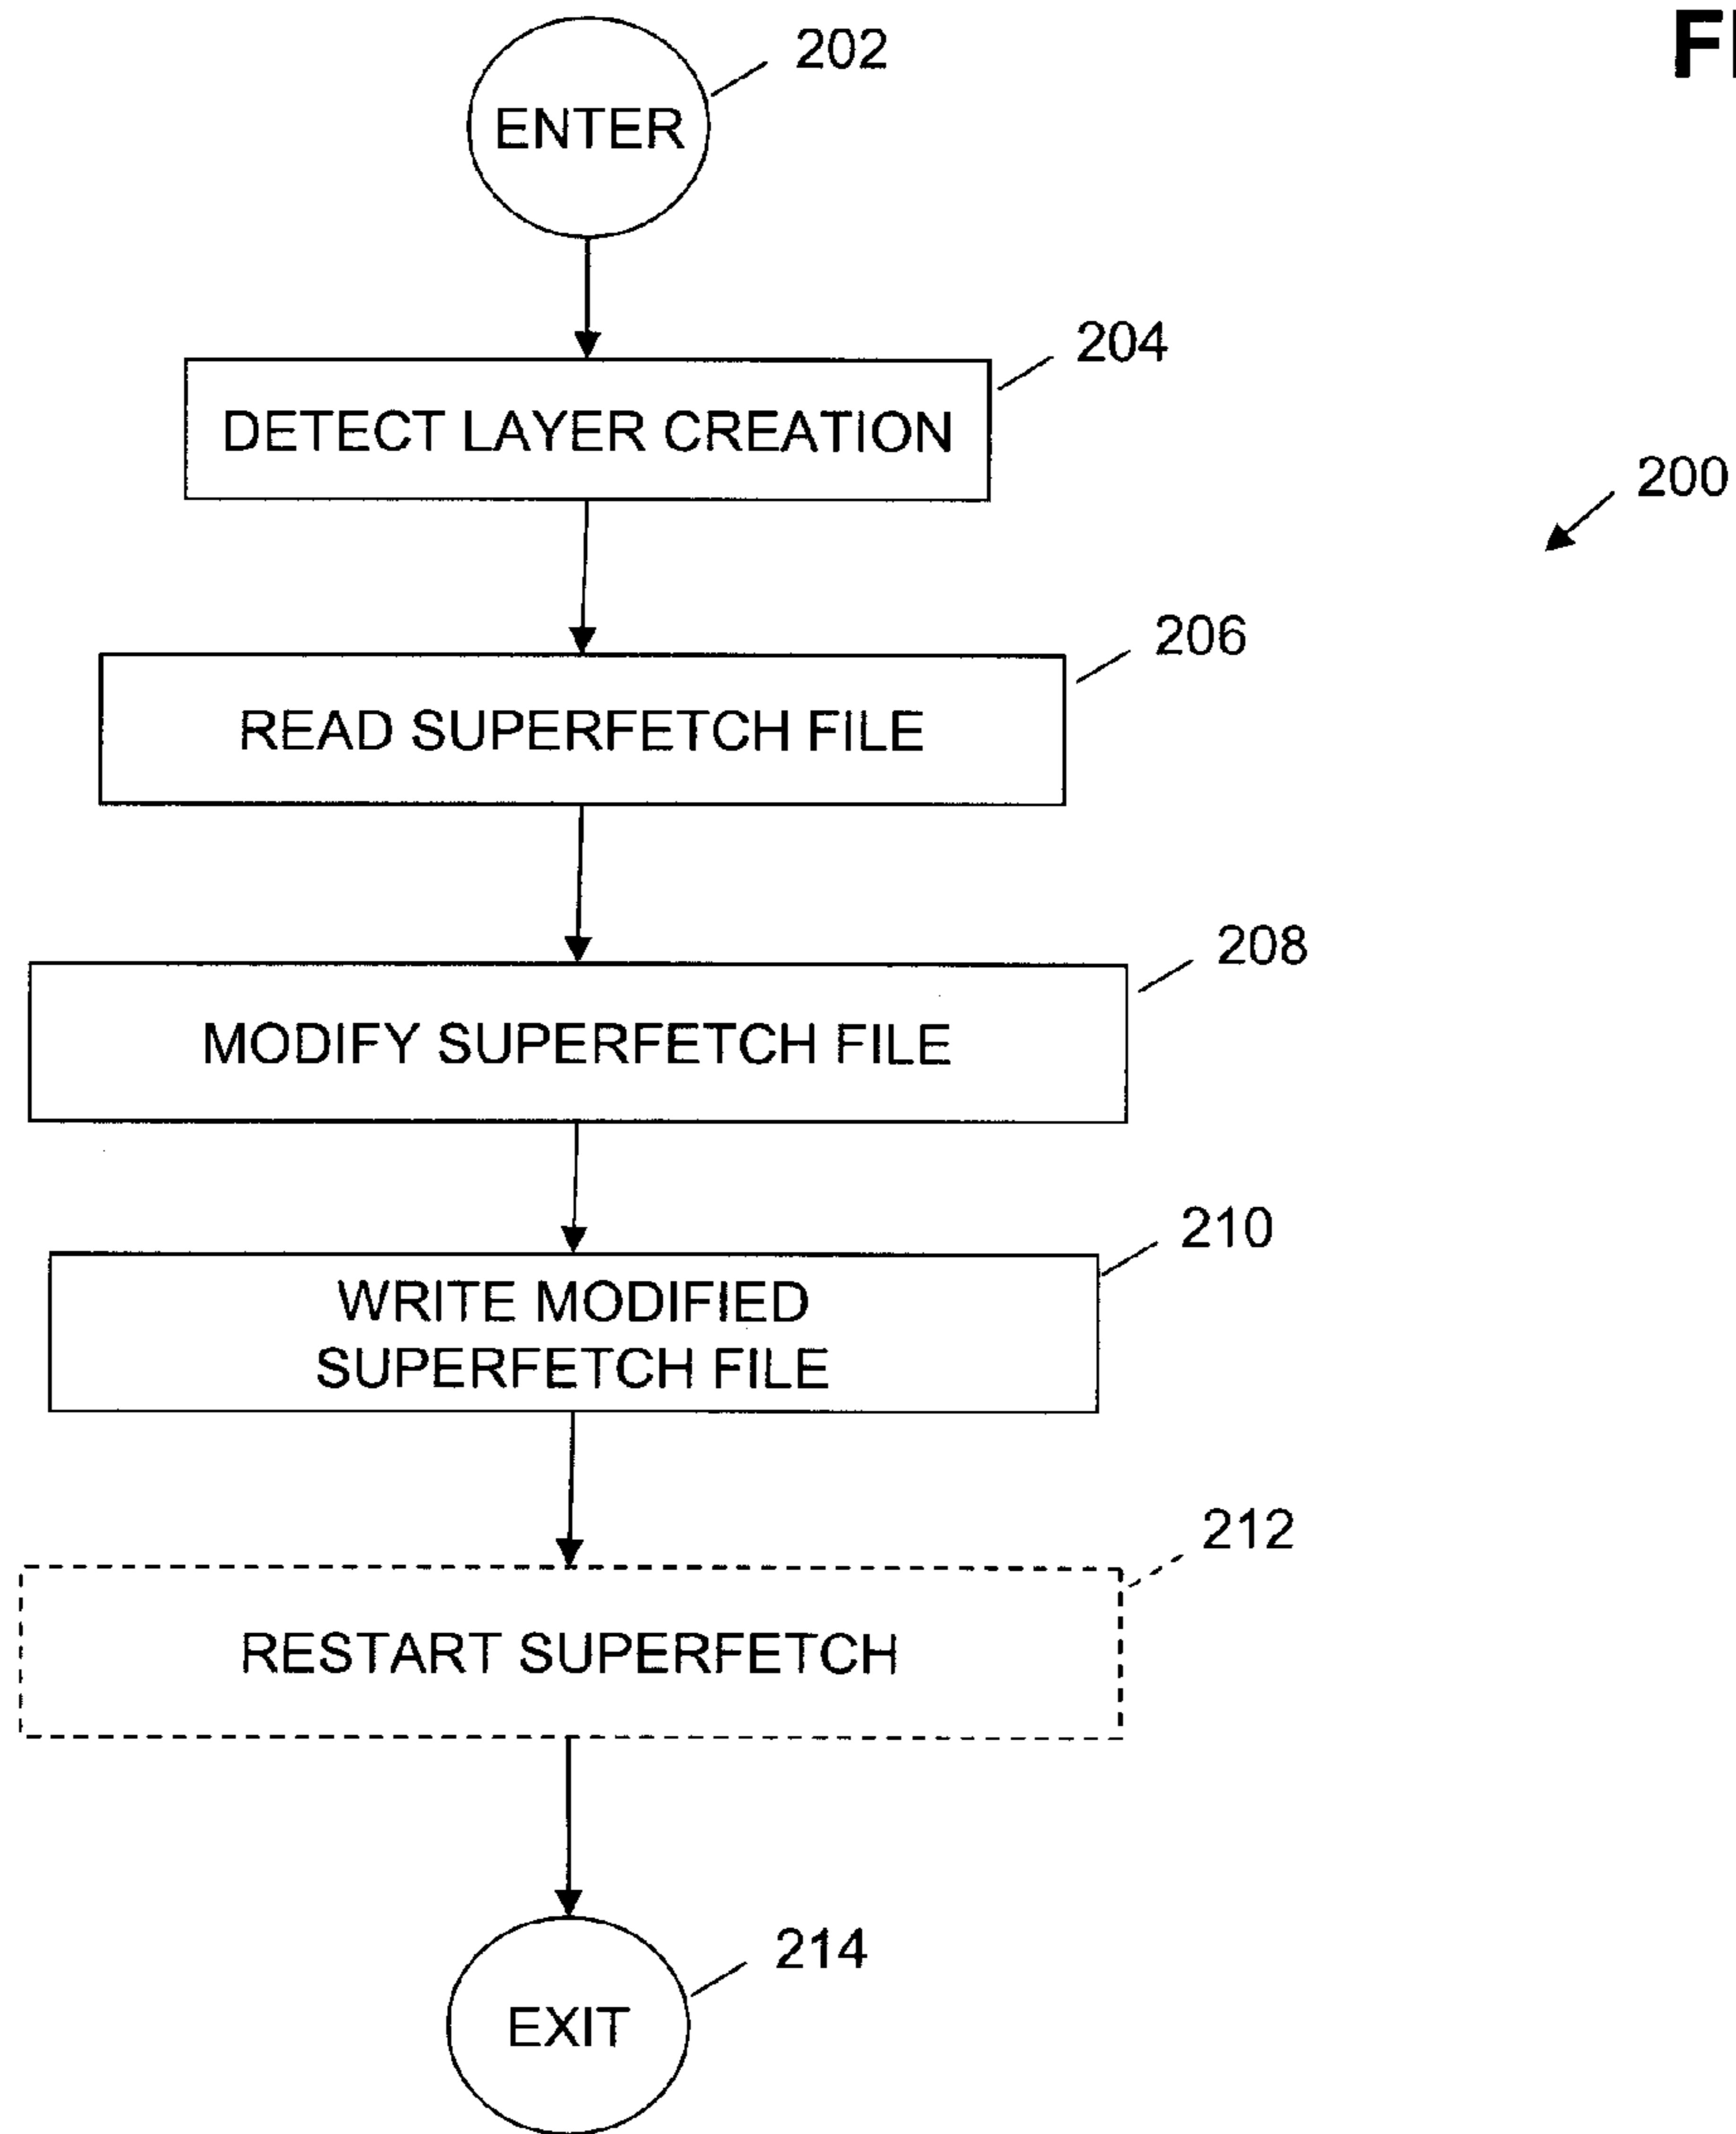 202
ENTER
204
DETECT LAYER CREATION
200
206
READ SUPERFETCH FILE
208
MODIFY SUPERFETCH FILE
210
WRITE MODIFIED
SUPERFETCH FILE
212
RESTART SUPERFETCH
214
EXIT